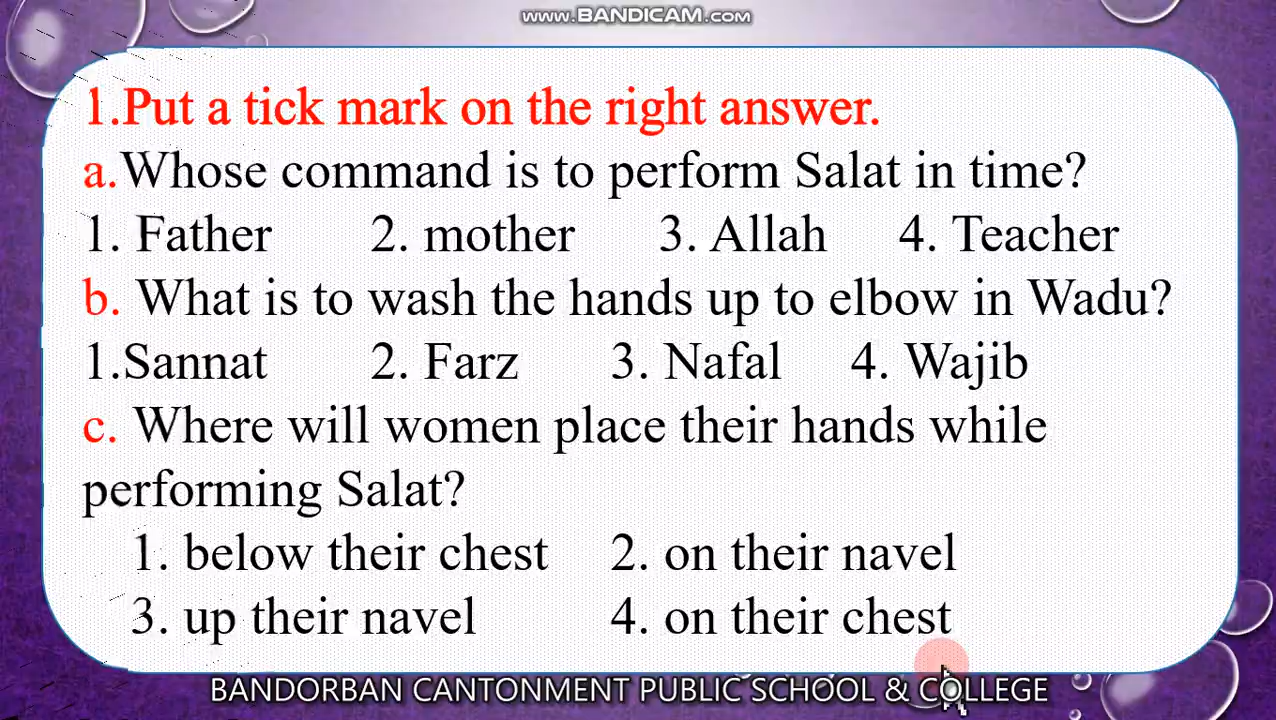 www.BANDICAM.com
1.Put a tick mark on the right answer.
a.Whose command is to perform Salat in time?
1. Father 2. mother 3. Allah 4. Teacher
b. What is to wash the hands up to elbow in Wadu?
1.Sannat 2. Farz 3. Nafal 4. Wajib
c. Where will women place their hands while
performing Salat?
1. below their chest 2. on their navel
3. up their navel 4. on their chest
BANDORBAN CANTONMENT PUBLIC SCHOOL & COLLEGE